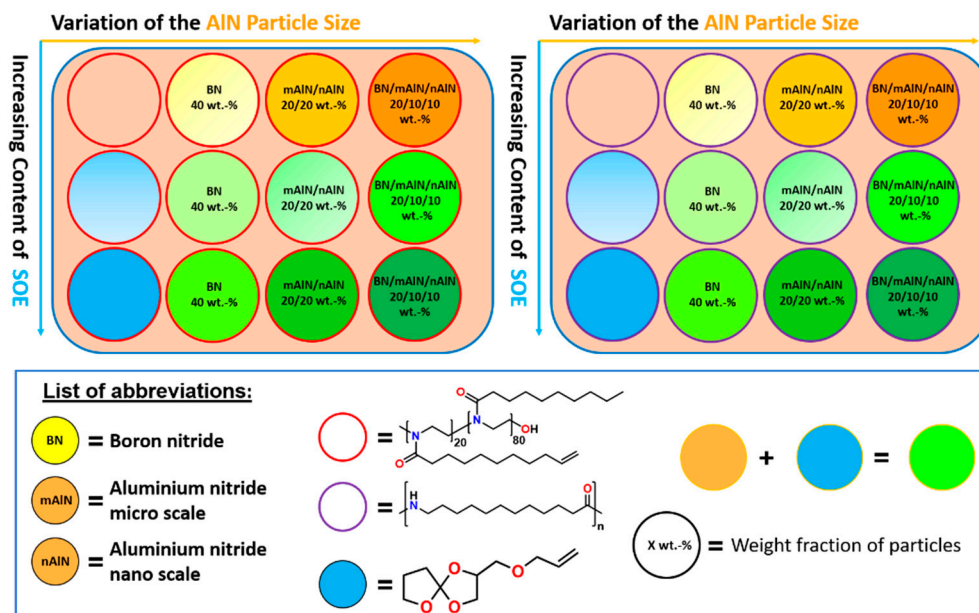 Variation of the AlN Particle Size
Increasing Content of SOE
BN
40 wt.-%
mAlN/nAlN
20/20 wt.-%
BN/mAlN/nAlN
20/10/10
wt.-%
BN
40 wt.-%
mAlN/nAlN
20/20 wt.-%
BN/mAlN/nAlN
20/10/10
wt.-%
BN
40 wt.-%
mAlN/nAlN
20/20 wt.-%
BN/mAlN/nAlN
20/10/10
wt.-%
Variation of the AlN Particle Size
Increasing Content of SOE
BN
40 wt.-%
mAlN/nAlN
20/20 wt.-%
BN/mAlN/nAlN
20/10/10
wt.-%
BN
40 wt.-%
mAlN/nAlN
20/20 wt.-%
BN/mAlN/nAlN
20/10/10
wt.-%
BN
40 wt.-%
mAlN/nAlN
20/20 wt.-%
BN/mAlN/nAlN
20/10/10
wt.-%
List of abbreviations:
BN = Boron nitride
mAlN = Aluminium nitride
micro scale
nAlN = Aluminium nitride
nano scale
=
O
N
N
20
80
OH
O
=
H
N
O
n
=
O
O
O
O
+ =
X wt.-% = Weight fraction of particles